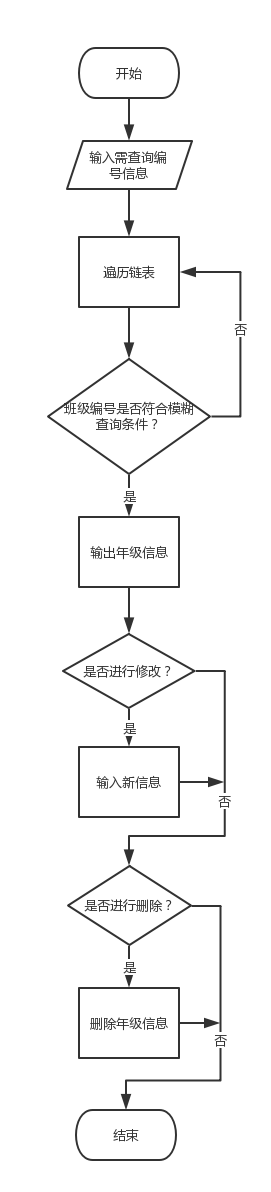 开始
输入需查询编
号信息
遍历链表
否
班级编号是否符合模糊
查询条件？
是
输出年级信息
是否进行修改？
是
输入新信息
否
是否进行删除？
是
删除年级信息
否
结束